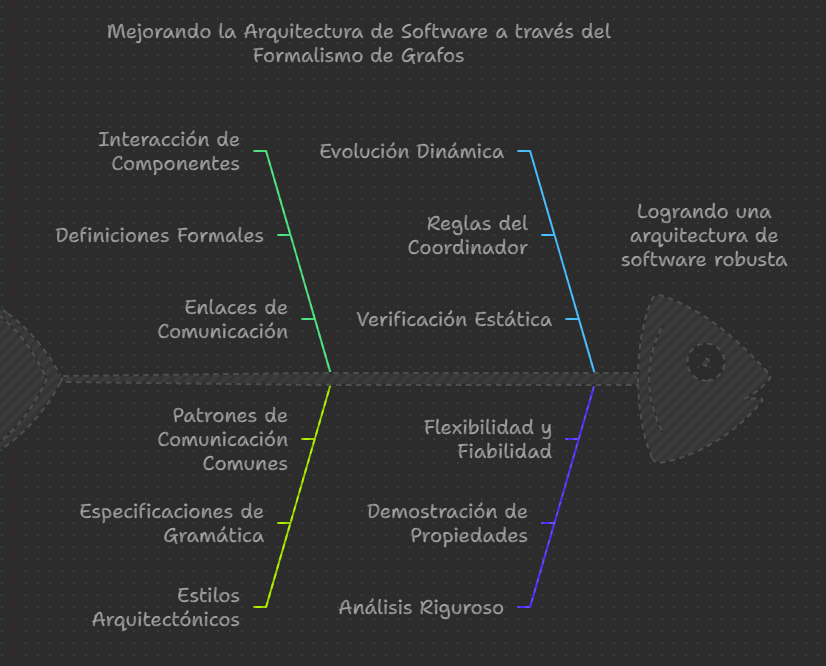 Mejorando la Arquitectura de Software a través del
Formalismo de Grafos
Interacción de
Componentes
Definiciones Formales
Enlaces de
Comunicación
Evolución Dinámica
Reglas del
Coordinador
Verificación Estática
Logrando una
arquitectura de
software robusta
Patrones de
Comunicación
Comunes
Especificaciones de
Gramática
Estilos
Arquitectónicos
Flexibilidad y
Fiabilidad
Demostración de
Propiedades
Análisis Riguroso